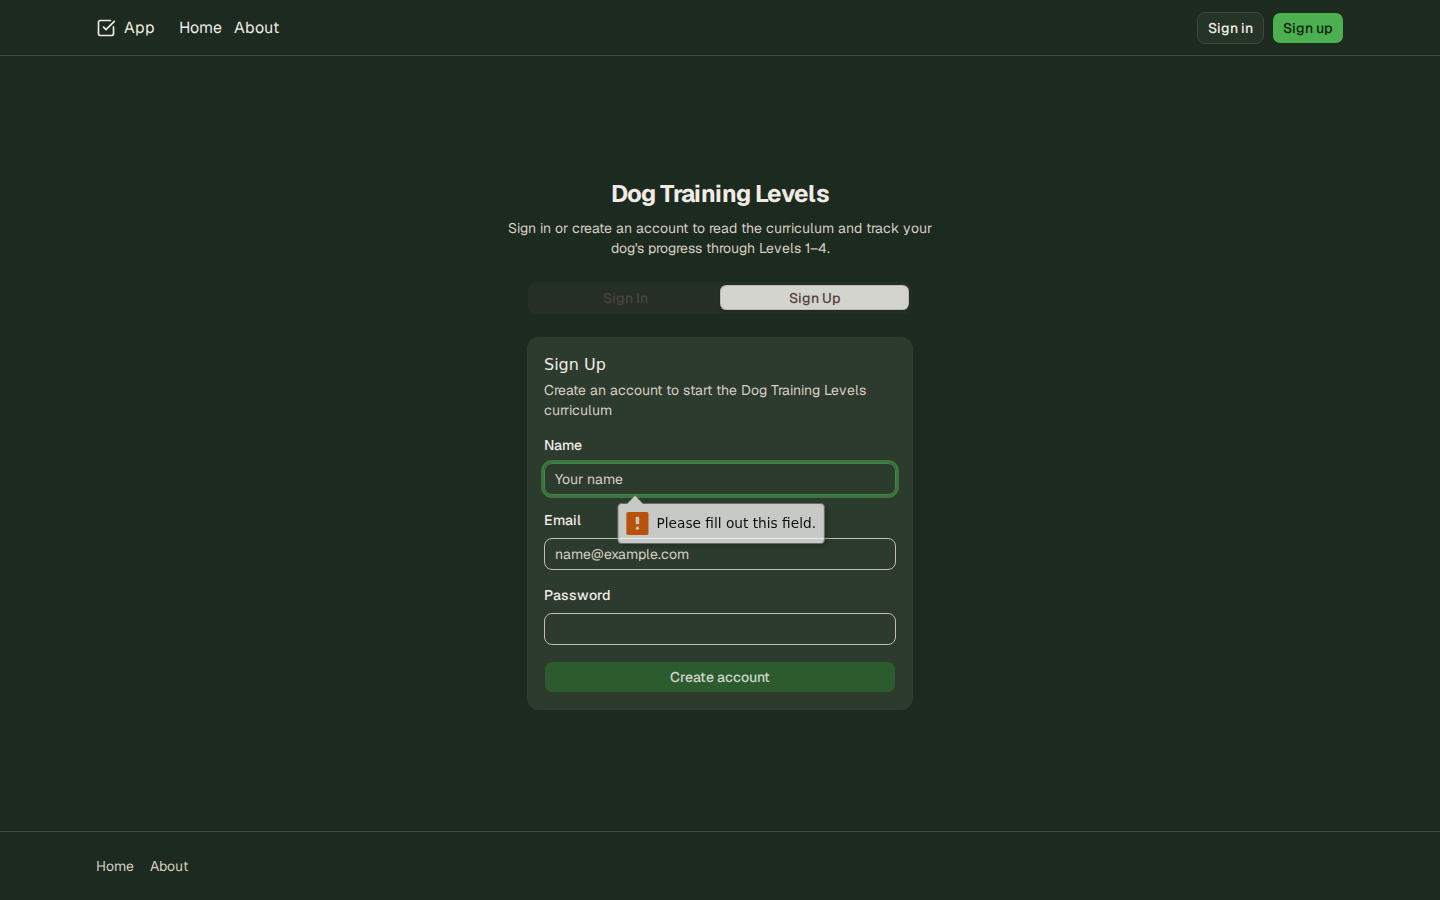 App Home About Sign in Sign up
Dog Training Levels
Sign in or create an account to read the curriculum and track your
dog's progress through Levels 1–4.
Sign In Sign Up
Sign Up
Create an account to start the Dog Training Levels
curriculum
Name
Your name
Please fill out this field.
Email
name@example.com
Password
Create account
Home About